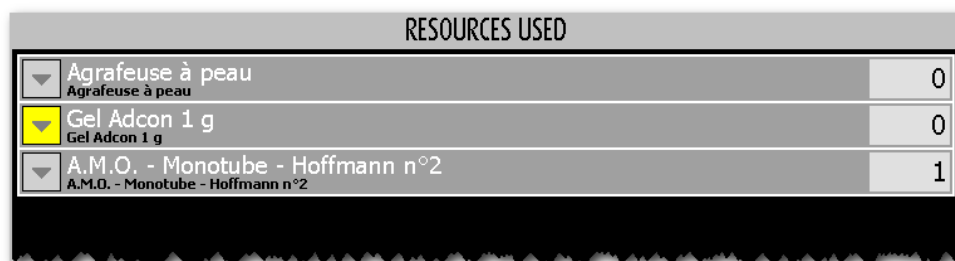 RESOURCES USED
Agrafeuse à peau
Agrafeuse à peau
0
Gel Adcon 1 g
Gel Adcon 1 g
0
A.M.O. - Monotube - Hoffmann n°2
A.M.O. - Monotube - Hoffmann n°2
1